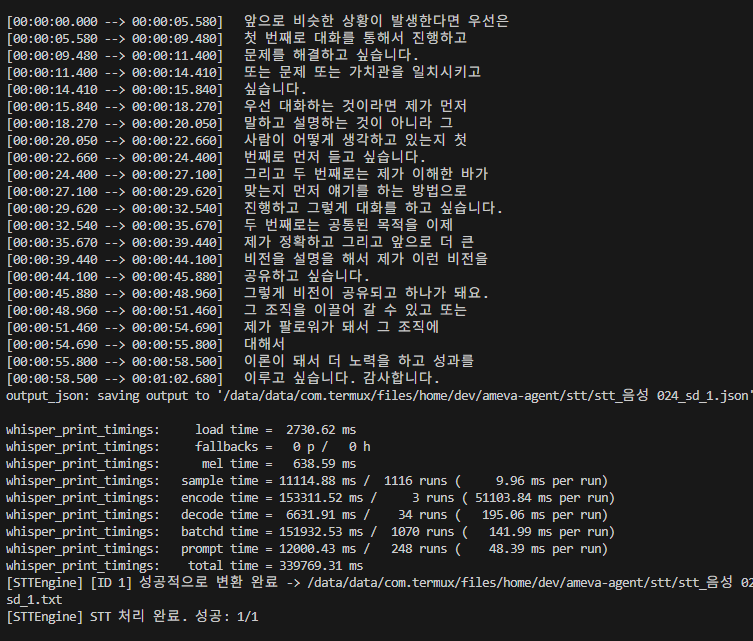 [00:00:00.000 --> 00:00:05.580]   앞으로 비슷한 상황이 발생한다면 우선은
[00:00:05.580 --> 00:00:09.480]   첫 번째로 대화를 통해서 진행하고
[00:00:09.480 --> 00:00:11.400]   문제를 해결하고 싶습니다.
[00:00:11.400 --> 00:00:14.410]   또는 문제 또는 가치관을 일치시키고
[00:00:14.410 --> 00:00:15.840]   싶습니다.
[00:00:15.840 --> 00:00:18.270]   우선 대화하는 것이라면 제가 먼저
[00:00:18.270 --> 00:00:20.050]   말하고 설명하는 것이 아니라 그
[00:00:20.050 --> 00:00:22.660]   사람이 어떻게 생각하고 있는지 첫
[00:00:22.660 --> 00:00:24.400]   번째로 먼저 듣고 싶습니다.
[00:00:24.400 --> 00:00:27.100]   그리고 두 번째로는 제가 이해한 바가
[00:00:27.100 --> 00:00:29.620]   맞는지 먼저 얘기를 하는 방법으로
[00:00:29.620 --> 00:00:32.540]   진행하고 그렇게 대화를 하고 싶습니다.
[00:00:32.540 --> 00:00:35.670]   두 번째로는 공통된 목적을 이제
[00:00:35.670 --> 00:00:39.440]   제가 정확하고 그리고 앞으로 더 큰
[00:00:39.440 --> 00:00:44.100]   비전을 설명을 해서 제가 이런 비전을
[00:00:44.100 --> 00:00:45.880]   공유하고 싶습니다.
[00:00:45.880 --> 00:00:48.960]   그렇게 비전이 공유되고 하나가 돼요.
[00:00:48.960 --> 00:00:51.460]   그 조직을 이끌어 갈 수 있고 또는
[00:00:51.460 --> 00:00:54.690]   제가 팔로워가 돼서 그 조직에
[00:00:54.690 --> 00:00:55.800]   대해서
[00:00:55.800 --> 00:00:58.500]   이론이 돼서 더 노력을 하고 성과를
[00:00:58.500 --> 00:01:02.680]   이루고 싶습니다. 감사합니다.
output_json: saving output to '/data/data/com.termux/files/home/dev/ameva-agent/stt/stt_음성 024_sd_1.json'
whisper_print_timings:     load time =  2730.62 ms
whisper_print_timings:     fallbacks =   0 p /   0 h
whisper_print_timings:      mel time =   638.59 ms
whisper_print_timings:   sample time = 11114.88 ms /  1116 runs (     9.96 ms per run)
whisper_print_timings:   encode time = 153311.52 ms /     3 runs ( 51103.84 ms per run)
whisper_print_timings:   decode time =  6631.91 ms /    34 runs (   195.06 ms per run)
whisper_print_timings:   batchd time = 151932.53 ms /  1070 runs (   141.99 ms per run)
whisper_print_timings:   prompt time = 12000.43 ms /   248 runs (    48.39 ms per run)
whisper_print_timings:    total time = 339769.31 ms
[STTEngine] [ID 1] 성공적으로 변환 완료 -> /data/data/com.termux/files/home/dev/ameva-agent/stt/stt_음성 02
sd_1.txt
[STTEngine] STT 처리 완료. 성공: 1/1